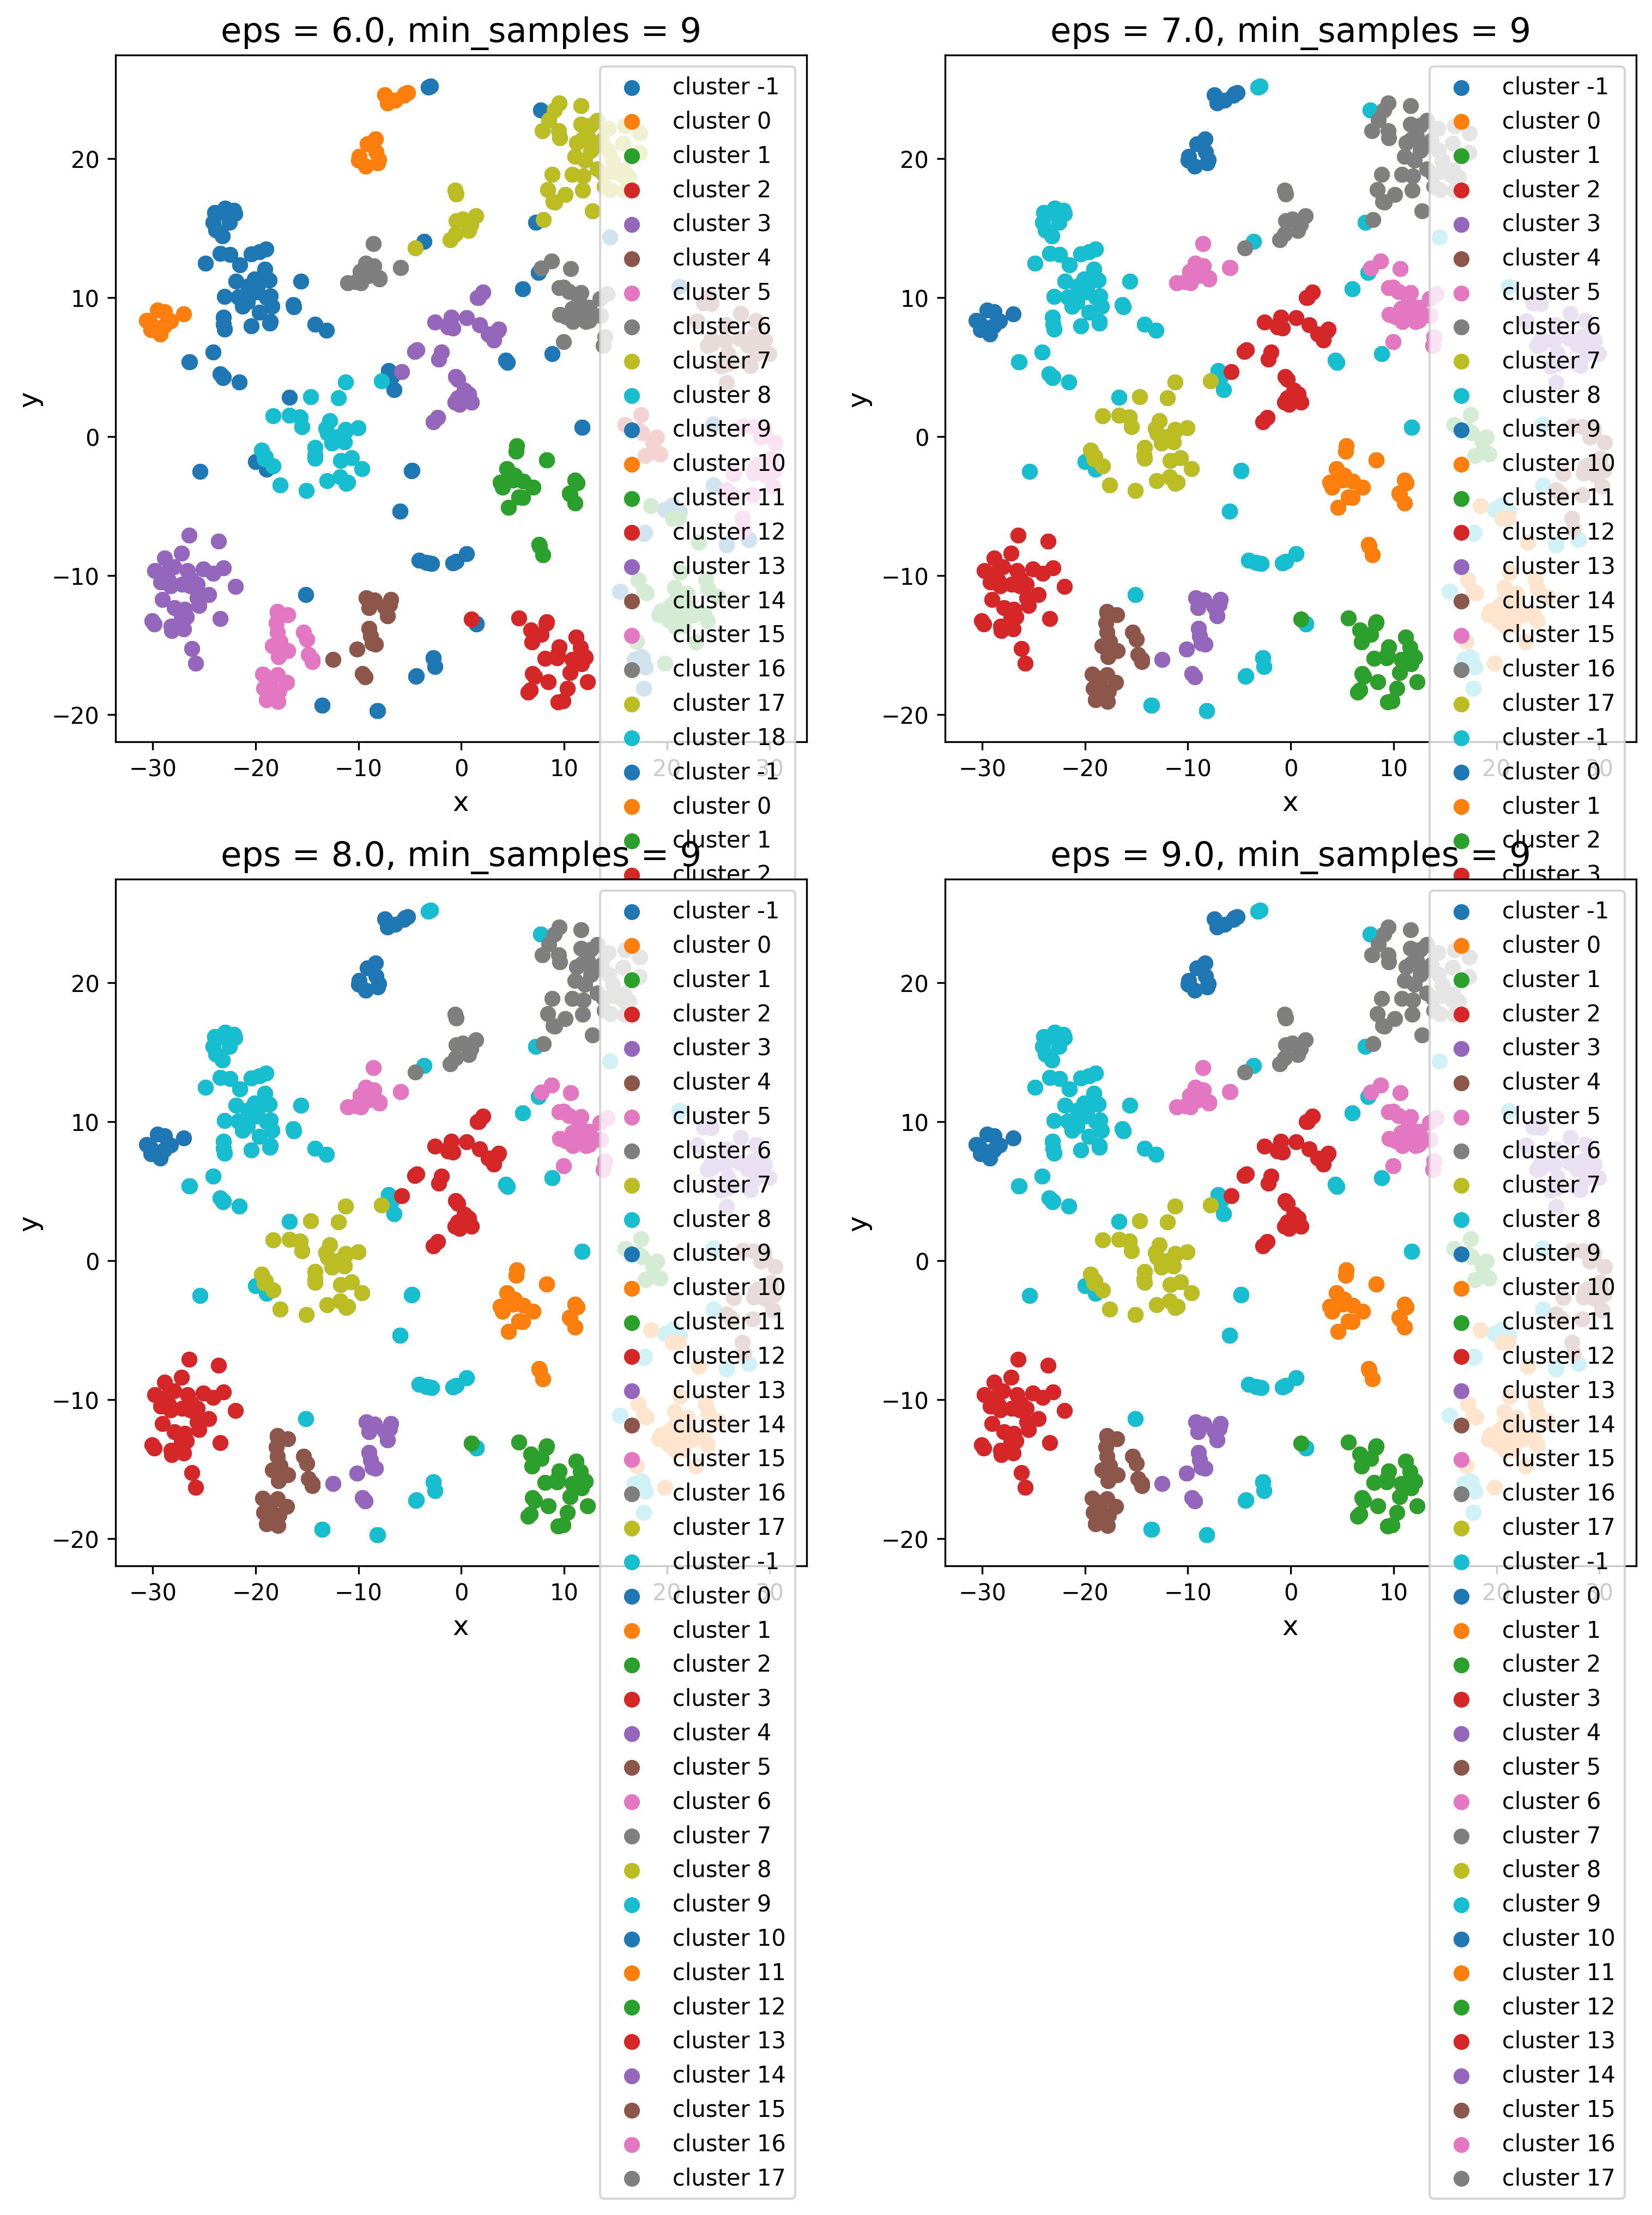 eps = 6.0, min_samples = 9
y
20
10
0
−10
−20
−30 −20 −10 0 10 20 30
x
cluster -1
cluster 0
cluster 1
cluster 2
cluster 3
cluster 4
cluster 5
cluster 6
cluster 7
cluster 8
cluster 9
cluster 10
cluster 11
cluster 12
cluster 13
cluster 14
cluster 15
cluster 16
cluster 17
cluster 18
cluster -1
cluster 0
cluster 1
cluster 2
eps = 7.0, min_samples = 9
y
20
10
0
−10
−20
−30 −20 −10 0 10 20 30
x
cluster -1
cluster 0
cluster 1
cluster 2
cluster 3
cluster 4
cluster 5
cluster 6
cluster 7
cluster 8
cluster 9
cluster 10
cluster 11
cluster 12
cluster 13
cluster 14
cluster 15
cluster 16
cluster 17
cluster -1
cluster 0
cluster 1
cluster 2
cluster 3
eps = 8.0, min_samples = 9
y
20
10
0
−10
−20
−30 −20 −10 0 10 20 30
x
cluster -1
cluster 0
cluster 1
cluster 2
cluster 3
cluster 4
cluster 5
cluster 6
cluster 7
cluster 8
cluster 9
cluster 10
cluster 11
cluster 12
cluster 13
cluster 14
cluster 15
cluster 16
cluster 17
cluster -1
cluster 0
cluster 1
cluster 2
cluster 3
cluster 4
cluster 5
cluster 6
cluster 7
cluster 8
cluster 9
cluster 10
cluster 11
cluster 12
cluster 13
cluster 14
cluster 15
cluster 16
cluster 17
eps = 9.0, min_samples = 9
y
20
10
0
−10
−20
−30 −20 −10 0 10 20 30
x
cluster -1
cluster 0
cluster 1
cluster 2
cluster 3
cluster 4
cluster 5
cluster 6
cluster 7
cluster 8
cluster 9
cluster 10
cluster 11
cluster 12
cluster 13
cluster 14
cluster 15
cluster 16
cluster 17
cluster -1
cluster 0
cluster 1
cluster 2
cluster 3
cluster 4
cluster 5
cluster 6
cluster 7
cluster 8
cluster 9
cluster 10
cluster 11
cluster 12
cluster 13
cluster 14
cluster 15
cluster 16
cluster 17